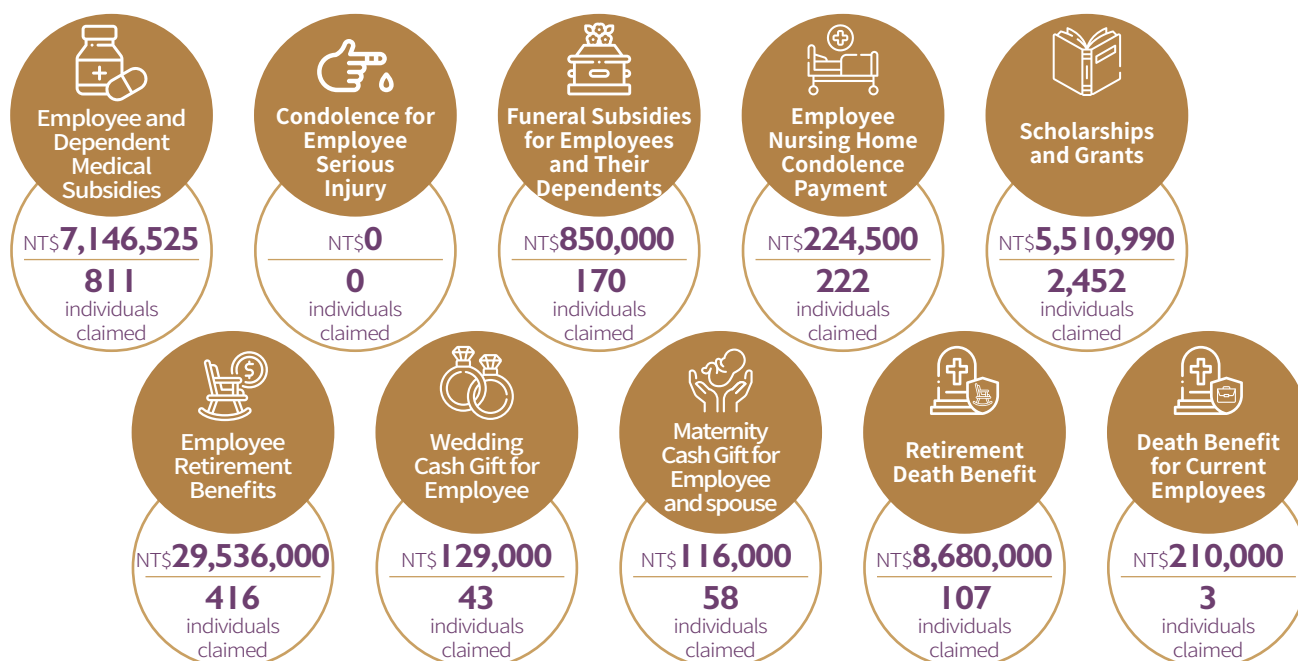 Employee and
Dependent
Medical
Subsidies
NT$7,146,525
811
individuals
claimed
Condolence for
Employee
Serious
Injury
NT$0
0
individuals
claimed
Funeral Subsidies
for Employees
and Their
Dependents
NT$850,000
170
individuals
claimed
Employee
Nursing Home
Condolence
Payment
NT$224,500
222
individuals
claimed
Scholarships
and Grants
NT$5,510,990
2,452
individuals
claimed
Employee
Retirement
Benefits
NT$29,536,000
416
individuals
claimed
Wedding
Cash Gift for
Employee
NT$129,000
43
individuals
claimed
Maternity
Cash Gift for
Employee
and spouse
NT$116,000
58
individuals
claimed
Retirement
Death Benefit
NT$8,680,000
107
individuals
claimed
Death Benefit
for Current
Employees
NT$210,000
3
individuals
claimed